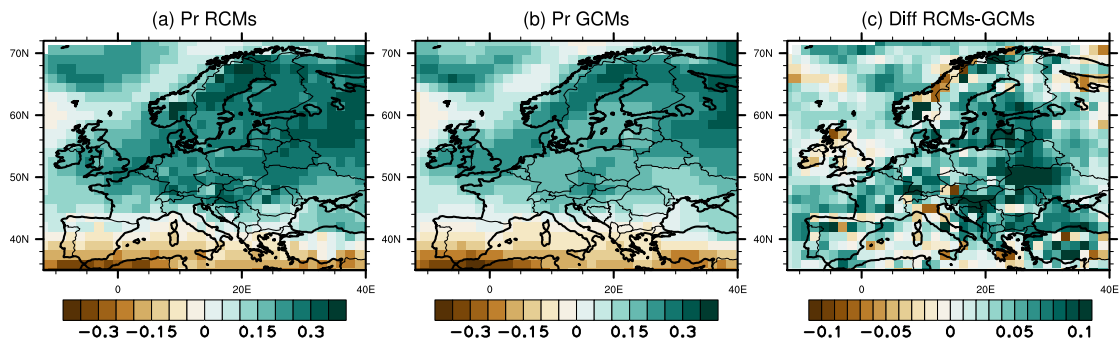 (a) Pr RCMs
(b) Pr GCMs
(c) Diff RCMs-GCMs
70N
60N
50N
40N
0
20E
40E
70N
60N
50N
40N
0
20E
40E
70N
60N
50N
40N
0
20E
40E
-0.3 -0.15 0 0.15 0.3
-0.3 -0.15 0 0.15 0.3
-0.1 -0.05 0 0.05 0.1